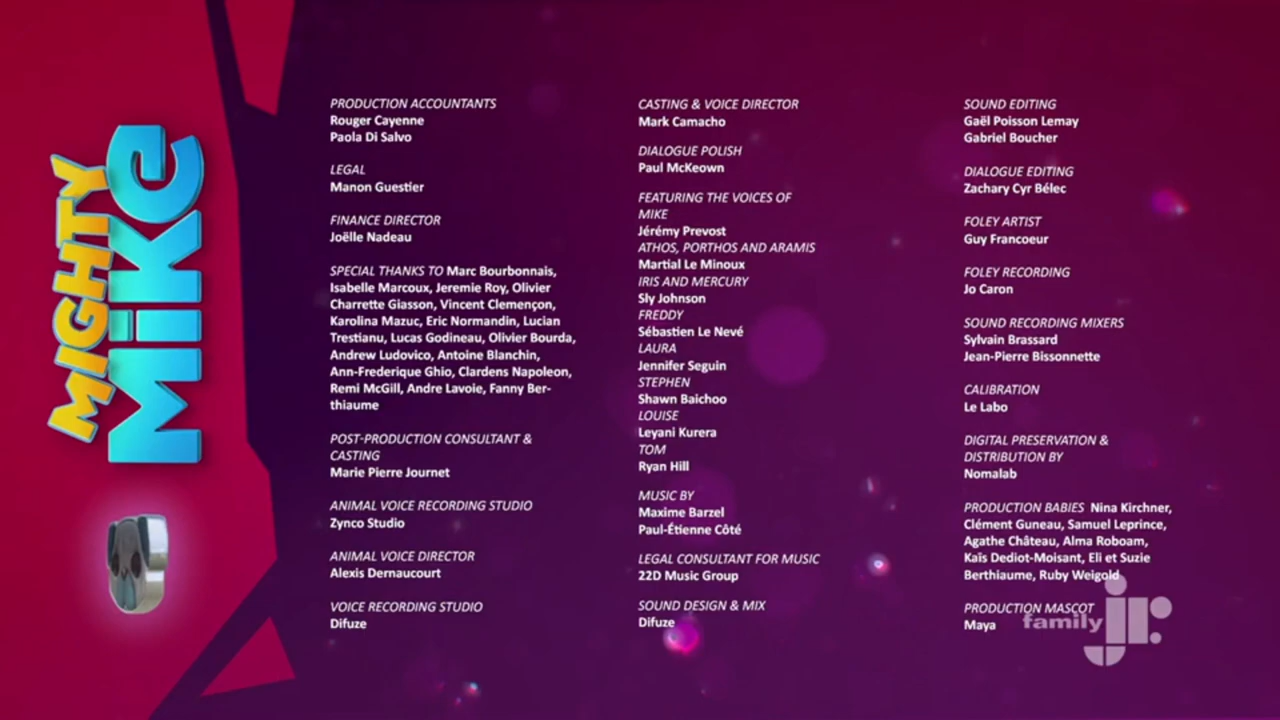 MIGHTY
MiKe
PRODUCTION ACCOUNTANTS
Rouger Cayenne
Paola Di Salvo
LEGAL
Manon Guestier
FINANCE DIRECTOR
Joëlle Nadeau
SPECIAL THANKS TO Marc Bourbonnais,
Isabelle Marcoux, Jeremie Roy, Olivier
Charrette Giasson, Vincent Clemençon,
Karolina Mazuc, Eric Normandin, Lucian
Trestianu, Lucas Godineau, Olivier Bourda,
Andrew Ludovico, Antoine Blanchin,
Ann-Frederique Ghio, Clardens Napoleon,
Remi McGill, Andre Lavoie, Fanny Ber-
thiaume
POST-PRODUCTION CONSULTANT &
CASTING
Marie Pierre Journet
ANIMAL VOICE RECORDING STUDIO
Zynco Studio
ANIMAL VOICE DIRECTOR
Alexis Dernaucourt
VOICE RECORDING STUDIO
Difuze
CASTING & VOICE DIRECTOR
Mark Camacho
DIALOGUE POLISH
Paul McKeown
FEATURING THE VOICES OF
MIKE
Jérémy Prevost
ATHOS, PORTHOS AND ARAMIS
Martial Le Minoux
IRIS AND MERCURY
Sly Johnson
FREDDY
Sébastien Le Nevé
LAURA
Jennifer Seguin
STEPHEN
Shawn Baichoo
LOUISE
Leyani Kurera
TOM
Ryan Hill
MUSIC BY
Maxime Barzel
Paul-Étienne Côté
LEGAL CONSULTANT FOR MUSIC
22D Music Group
SOUND DESIGN & MIX
Difuze
SOUND EDITING
Gaël Poisson Lemay
Gabriel Boucher
DIALOGUE EDITING
Zachary Cyr Bélec
FOLEY ARTIST
Guy Francoeur
FOLEY RECORDING
Jo Caron
SOUND RECORDING MIXERS
Sylvain Brassard
Jean-Pierre Bissonnette
CALIBRATION
Le Labo
DIGITAL PRESERVATION &
DISTRIBUTION BY
Nomalab
PRODUCTION BABIES Nina Kirchner,
Clément Guneau, Samuel Leprince,
Agathe Château, Alma Roboam,
Kaïs Dediot-Moisant, Eli et Suzie
Berthiaume, Ruby Weigold
PRODUCTION MASCOT
Maya
family jr.